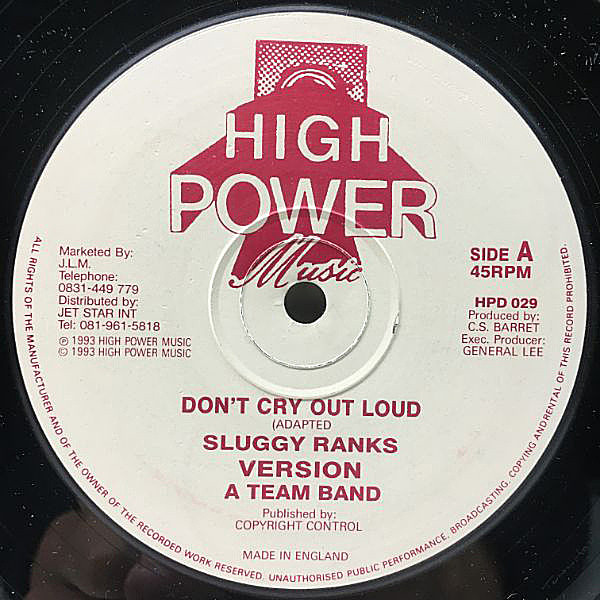 HIGH
POWER
Music
Marketed By:
J.L.M.
Telephone:
0831-449 779
Distributed by:
JET STAR INT
Tel: 081-961-5818
℗ 1993 HIGH POWER MUSIC
© 1993 HIGH POWER MUSIC
SIDE A
45RPM
HPD 029
Produced by:
C.S. BARRET
Exec. Producer:
GENERAL LEE
DON'T CRY OUT LOUD
(ADAPTED
SLUGGY RANKS
VERSION
A TEAM BAND
Published by:
COPYRIGHT CONTROL
MADE IN ENGLAND
ALL RIGHTS OF THE MANUFACTURER AND OF THE OWNER OF THE RECORDED WORK RESERVED. UNAUTHORISED PUBLIC PERFORMANCE, BROADCASTING, COPYING ANDRENTAL OF THIS RECORD PROHIBITED.